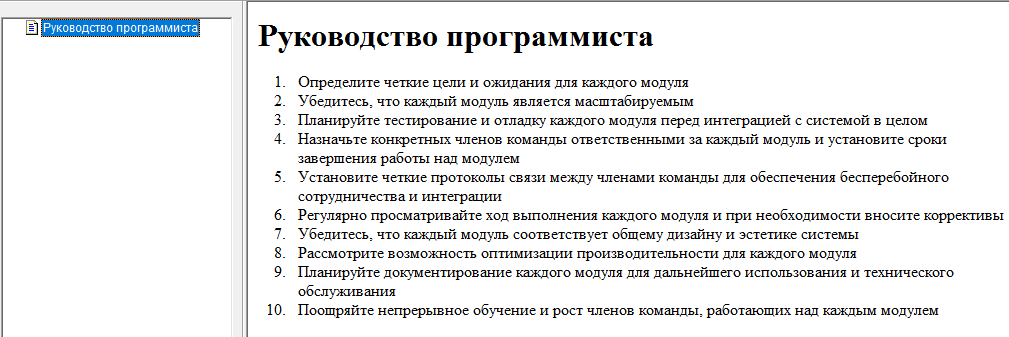 Руководство программиста
Руководство программиста
1. Определите четкие цели и ожидания для каждого модуля
2. Убедитесь, что каждый модуль является масштабируемым
3. Планируйте тестирование и отладку каждого модуля перед интеграцией с системой в целом
4. Назначьте конкретных членов команды ответственными за каждый модуль и установите сроки
завершения работы над модулем
5. Установите четкие протоколы связи между членами команды для обеспечения бесперебойного
сотрудничества и интеграции
6. Регулярно просматривайте ход выполнения каждого модуля и при необходимости вносите коррективы
7. Убедитесь, что каждый модуль соответствует общему дизайну и эстетике системы
8. Рассмотрите возможность оптимизации производительности для каждого модуля
9. Планируйте документирование каждого модуля для дальнейшего использования и технического
обслуживания
10. Поощряйте непрерывное обучение и рост членов команды, работающих над каждым модулем